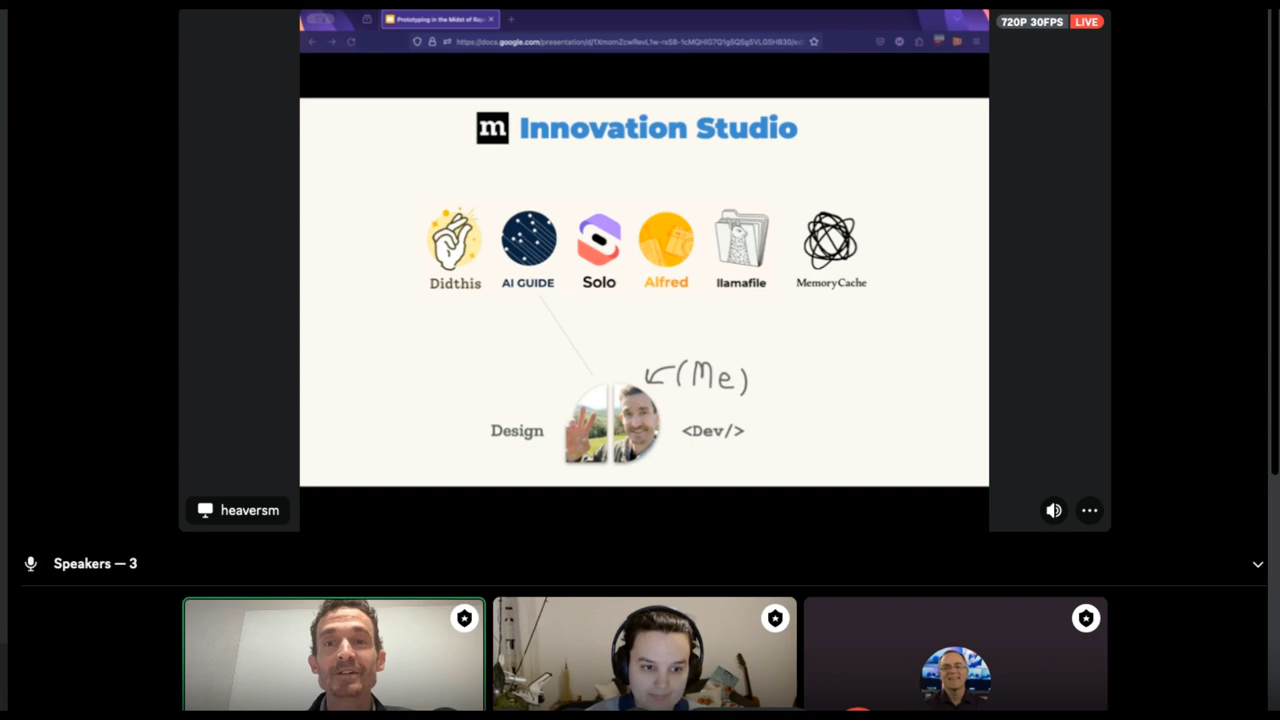 Prototyping in the Midst of Rap
720P 30FPS
LIVE
m Innovation Studio
Didthis
AI GUIDE
Solo
Alfred
llamafile
MemoryCache
(Me)
Design
<Dev/>
heaversm
Speakers — 3